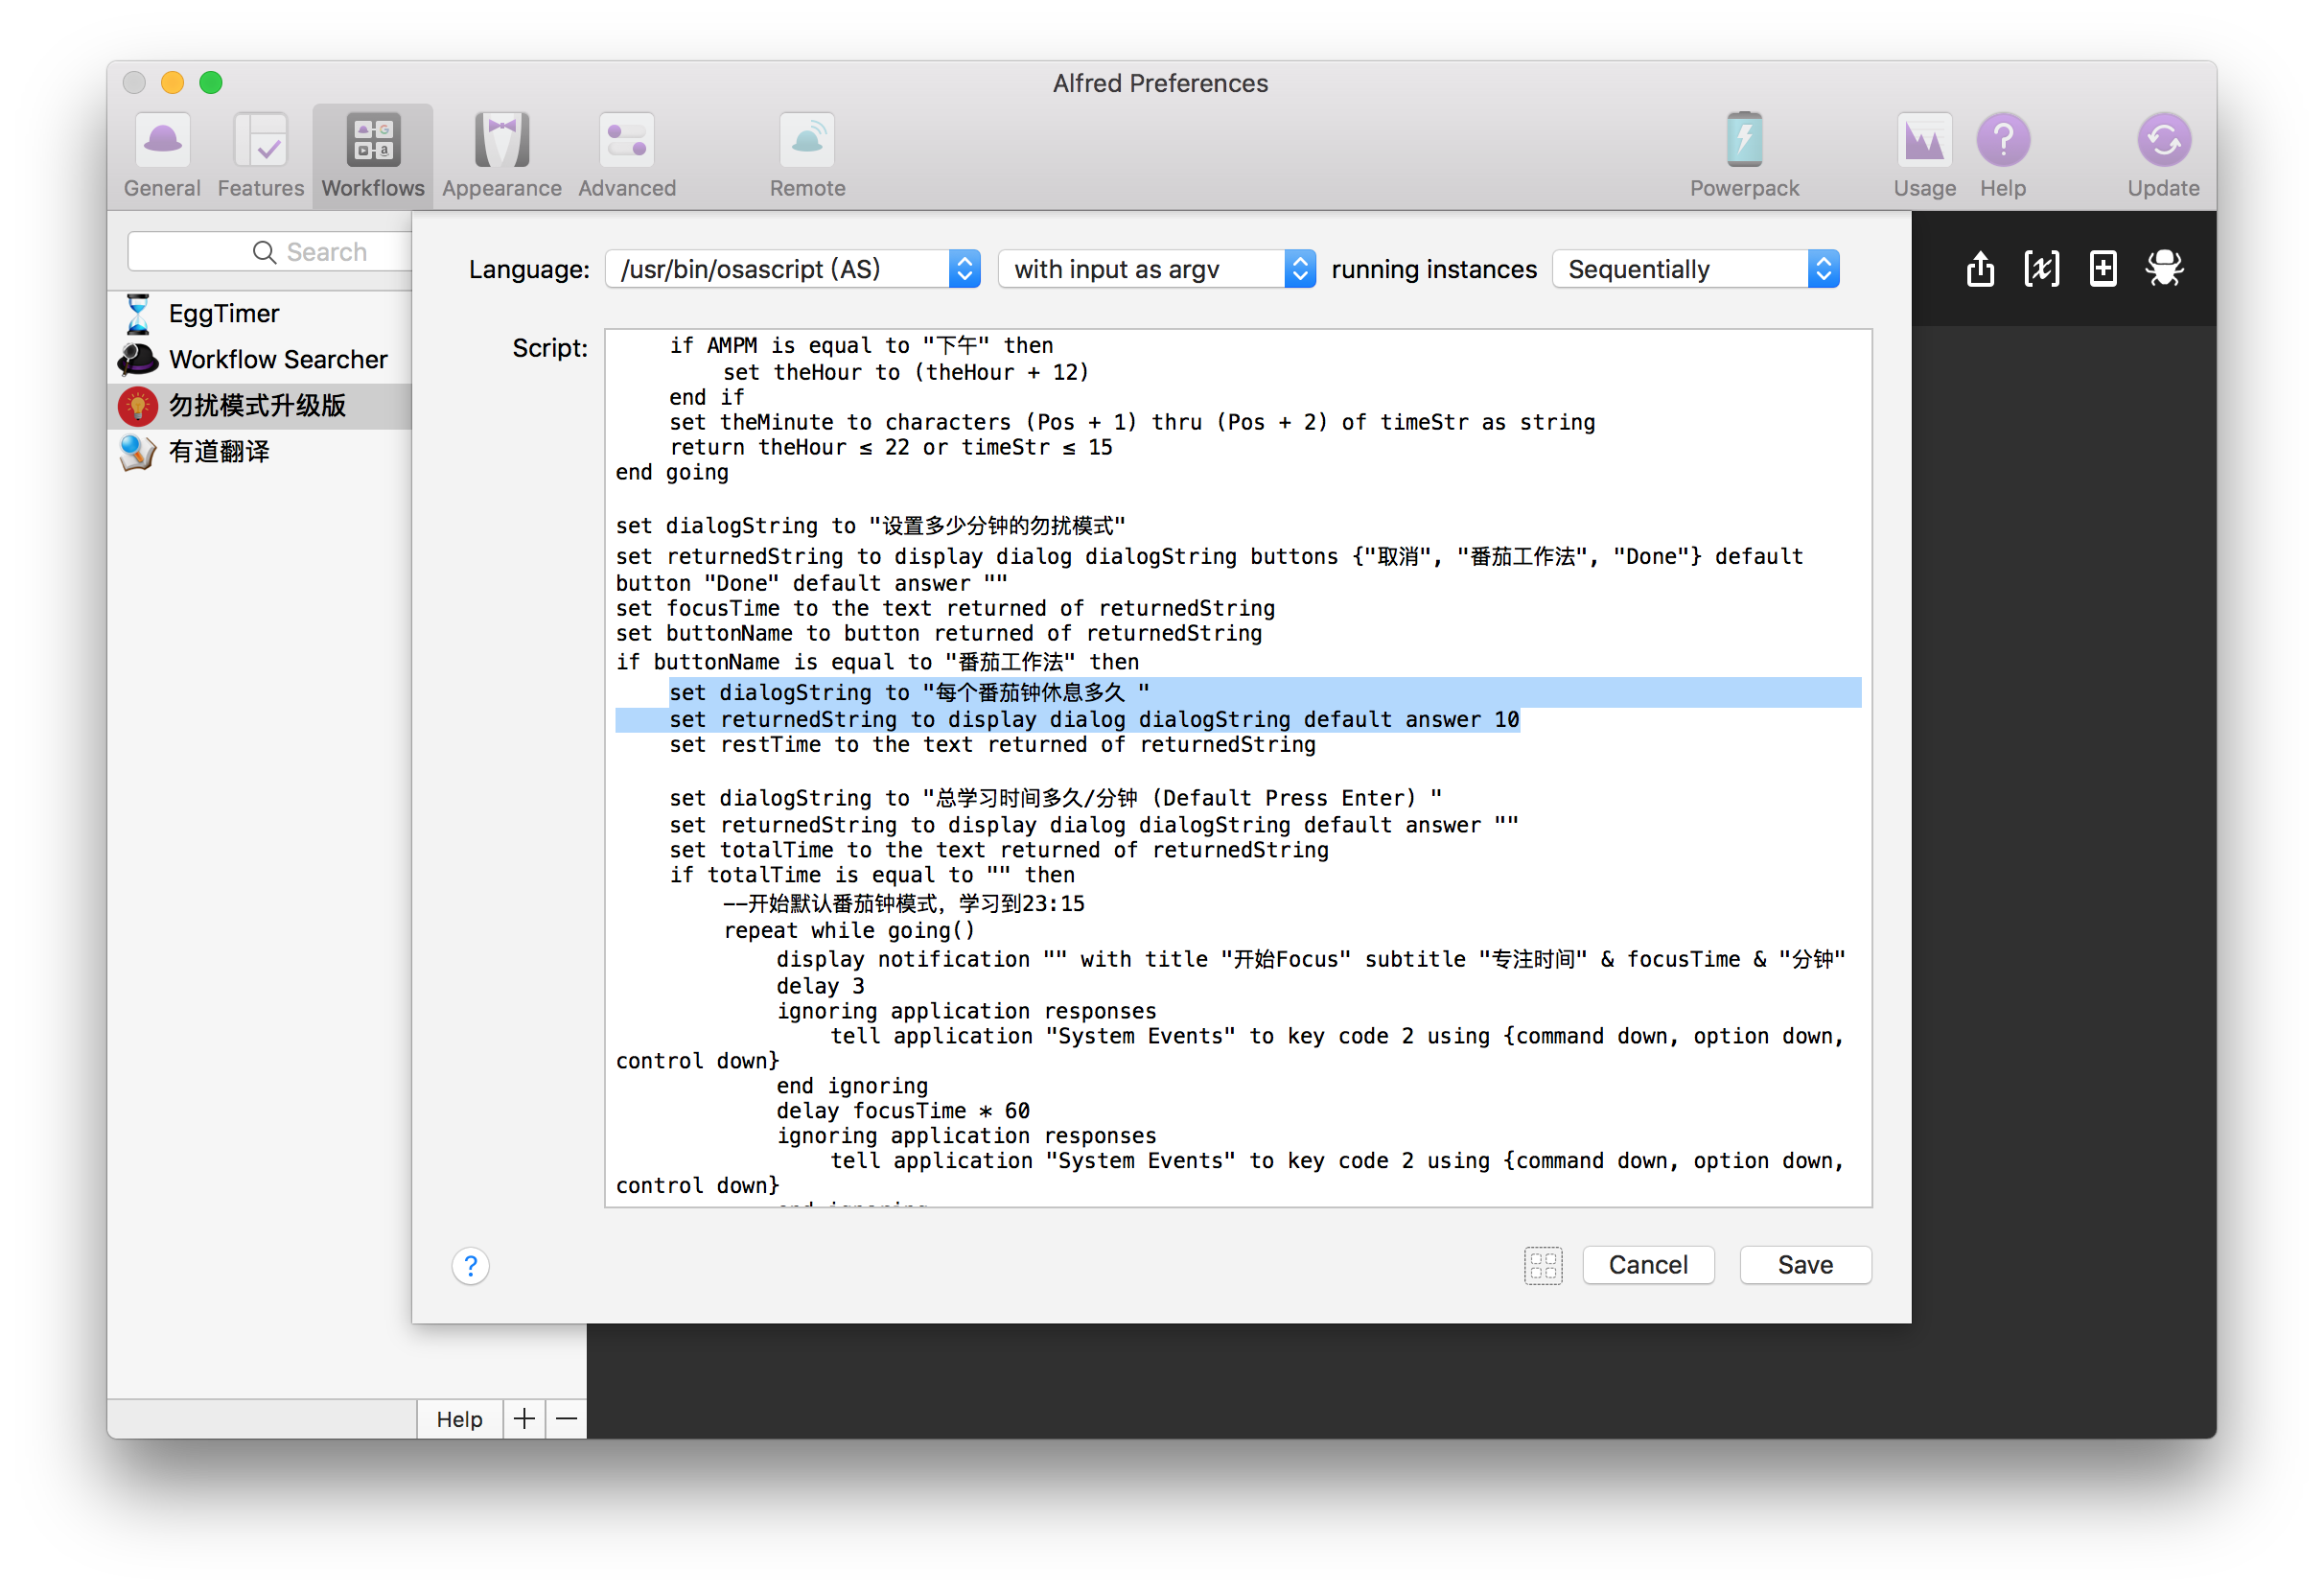 Alfred Preferences
General
Features
Workflows
Appearance
Advanced
Remote
Powerpack
Usage
Help
Update
Search
EggTimer
Workflow Searcher
勿扰模式升级版
有道翻译
Language:
/usr/bin/osascript (AS)
with input as argv
running instances
Sequentially
Script:
if AMPM is equal to "下午" then
set theHour to (theHour + 12)
end if
set theMinute to characters (Pos + 1) thru (Pos + 2) of timeStr as string
return theHour ≤ 22 or timeStr ≤ 15
end going
set dialogString to "设置多少分钟的勿扰模式"
set returnedString to display dialog dialogString buttons {"取消", "番茄工作法", "Done"} default
button "Done" default answer ""
set focusTime to the text returned of returnedString
set buttonName to button returned of returnedString
if buttonName is equal to "番茄工作法" then
set dialogString to "每个番茄钟休息多久 "
set returnedString to display dialog dialogString default answer 10
set restTime to the text returned of returnedString
set dialogString to "总学习时间多久/分钟 (Default Press Enter) "
set returnedString to display dialog dialogString default answer ""
set totalTime to the text returned of returnedString
if totalTime is equal to "" then
--开始默认番茄钟模式，学习到23:15
repeat while going()
display notification "" with title "开始Focus" subtitle "专注时间" & focusTime & "分钟"
delay 3
ignoring application responses
tell application "System Events" to key code 2 using {command down, option down,
control down}
end ignoring
delay focusTime * 60
ignoring application responses
tell application "System Events" to key code 2 using {command down, option down,
control down}
?
Cancel
Save
Help
+
−